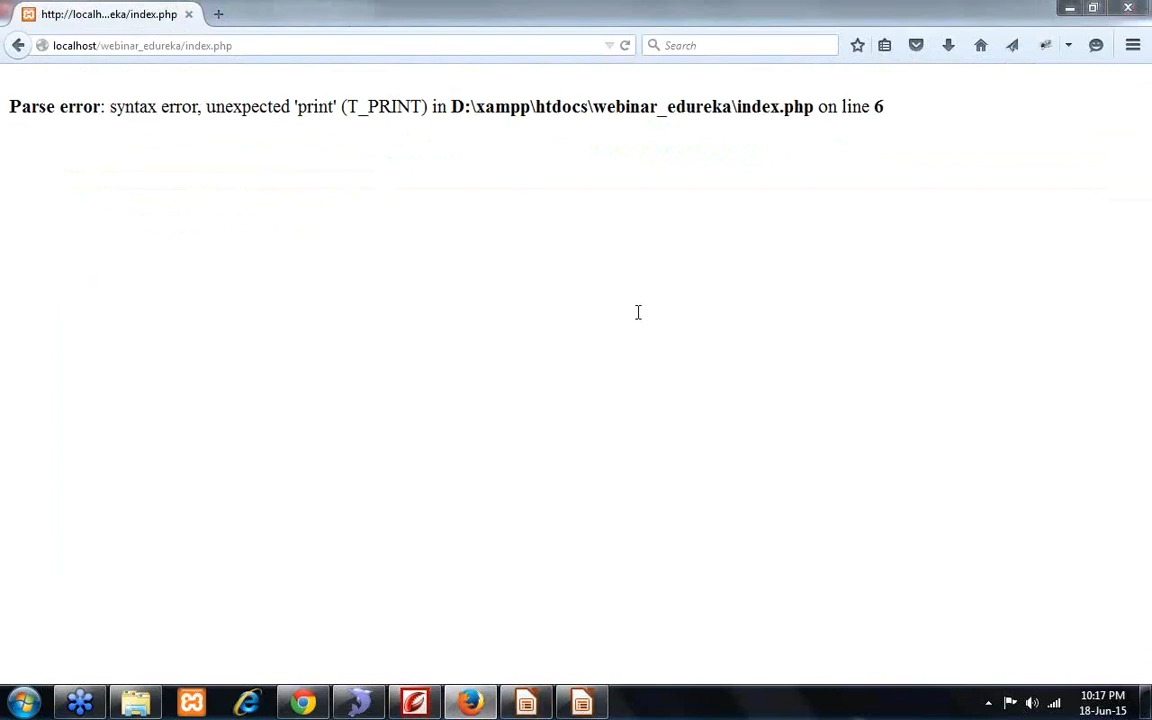 http://localh...eka/index.php
localhost/webinar_edureka/index.php
Search
Parse error: syntax error, unexpected 'print' (T_PRINT) in D:\xampp\htdocs\webinar_edureka\index.php on line 6
10:17 PM
18-Jun-15